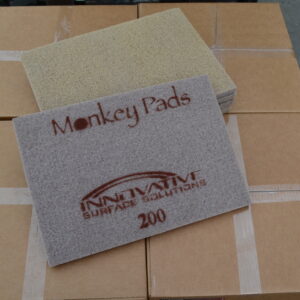 Monkey Pads
INNOVATIVE
SURFACE SOLUTIONS
200